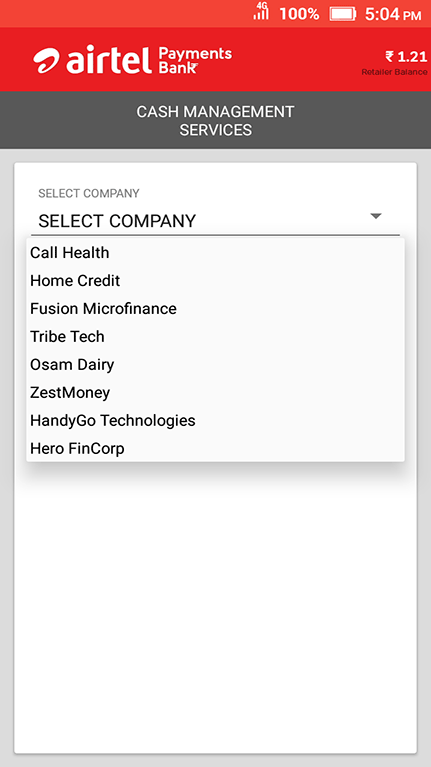 4G 100% 5:04 PM
airtel Payments Bank
₹ 1.21
Retailer Balance
CASH MANAGEMENT
SERVICES
SELECT COMPANY
SELECT COMPANY
Call Health
Home Credit
Fusion Microfinance
Tribe Tech
Osam Dairy
ZestMoney
HandyGo Technologies
Hero FinCorp